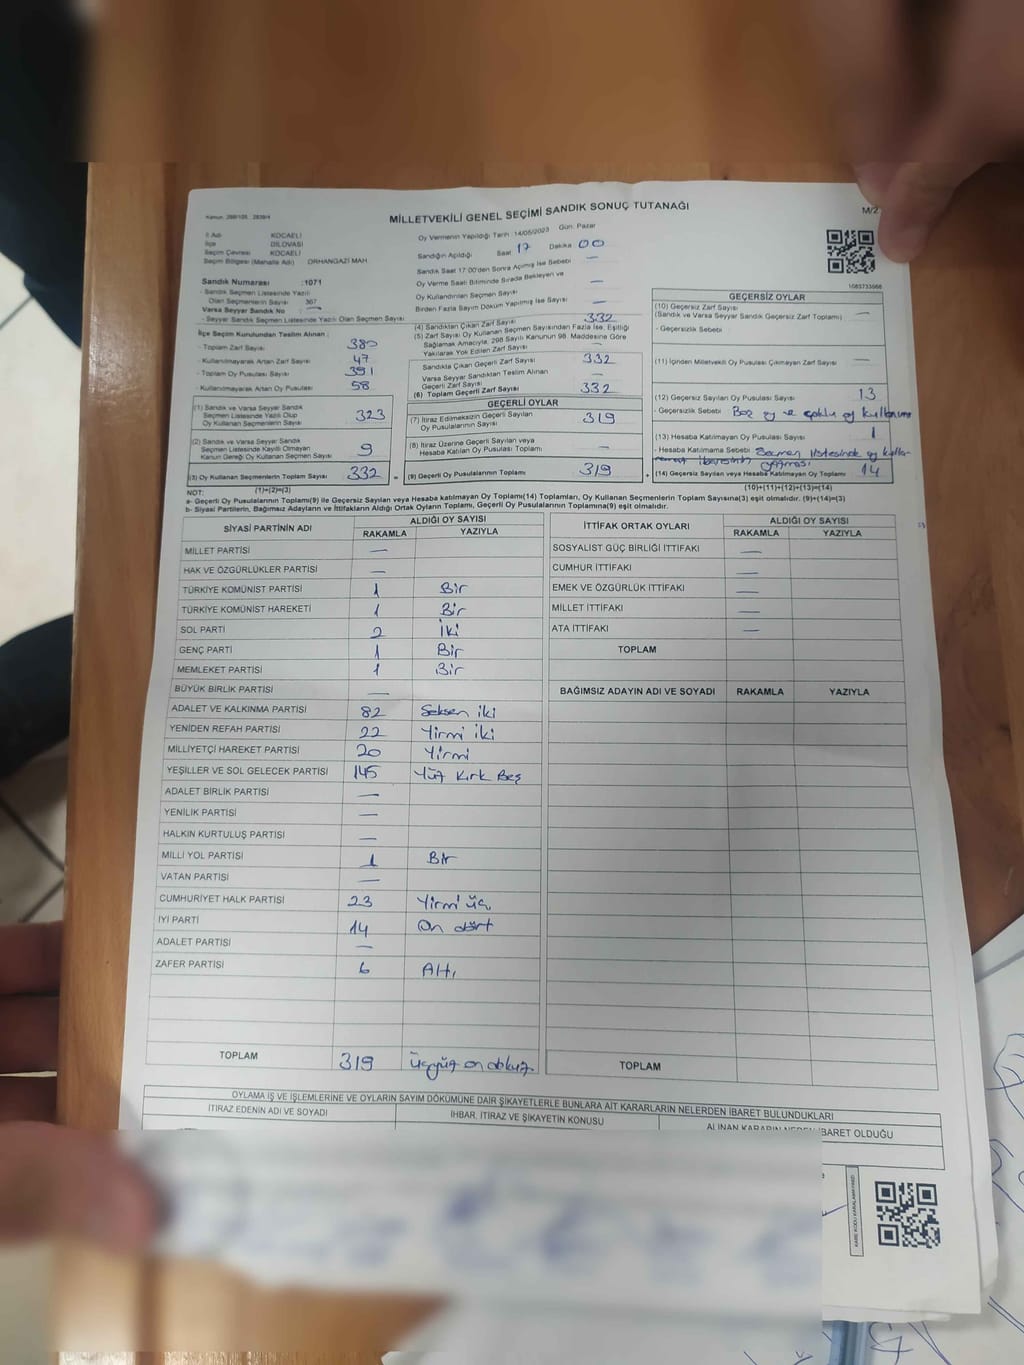 Kanun: 298/105, 2839/4
MİLLETVEKİLİ GENEL SEÇİMİ SANDIK SONUÇ TUTANAĞI
M/2
İl Adı KOCAELİ
İlçe DİLOVASI
Seçim Çevresi KOCAELİ
Seçim Bölgesi (Mahalle Adı) ORHANGAZİ MAH
Oy Vermenin Yapıldığı Tarih: 14/05/2023 Gün: Pazar
Sandığın Açıldığı Saat 17 Dakika 00
Sandık Saat 17:00'den Sonra Açılmış İse Sebebi —
Oy Verme Saati Bitiminde Sırada Bekleyen ve
Oy Kullandırılan Seçmen Sayısı —
Birden Fazla Sayım Döküm Yapılmış İse Sayısı —
1083733666
Sandık Numarası :1071
- Sandık Seçmen Listesinde Yazılı
Olan Seçmenlerin Sayısı 367
Varsa Seyyar Sandık No —
- Seyyar Sandık Seçmen Listesinde Yazılı Olan Seçmen Sayısı
İlçe Seçim Kurulundan Teslim Alınan :
- Toplam Zarf Sayısı 380
- Kullanılmayarak Artan Zarf Sayısı 47
- Toplam Oy Pusulası Sayısı 391
- Kullanılmayarak Artan Oy Pusulası 58
(1) Sandık ve Varsa Seyyar Sandık
Seçmen Listesinde Yazılı Olup
Oy Kullanan Seçmen Sayısı 323
(2) Sandık ve Varsa Seyyar Sandık
Seçmen Listesinde Kayıtlı Olmayan
Kanun Gereği Oy Kullanan Seçmen Sayısı 9
(3) Oy Kullanan Seçmenlerin Toplam Sayısı 332
(1)+(2)=(3)
(4) Sandıktan Çıkan Zarf Sayısı 332
(5) Zarf Sayısı Oy Kullanan Seçmen Sayısından Fazla İse, Eşitliği
Sağlamak Amacıyla, 298 Sayılı Kanunun 98. Maddesine Göre
Yakılarak Yok Edilen Zarf Sayısı —
Sandıkta Çıkan Geçerli Zarf Sayısı 332
Varsa Seyyar Sandıktan Teslim Alınan
Geçerli Zarf Sayısı —
(6) Toplam Geçerli Zarf Sayısı 332
GEÇERLİ OYLAR
(7) İtiraz Edilmeksizin Geçerli Sayılan
Oy Pusulalarının Sayısı 319
(8) İtiraz Üzerine Geçerli Sayılan veya
Hesaba Katılan Oy Pusulası Toplamı —
(9) Geçerli Oy Pusulalarının Toplamı 319
GEÇERSİZ OYLAR
(10) Geçersiz Zarf Sayısı
(Sandık ve Varsa Seyyar Sandık Geçersiz Zarf Toplamı) —
- Geçersizlik Sebebi
(11) İçinden Milletvekili Oy Pusulası Çıkmayan Zarf Sayısı —
(12) Geçersiz Sayılan Oy Pusulası Sayısı 13
Geçersizlik Sebebi : Boş oy ve çoklu oy kullanımı
(13) Hesaba Katılmayan Oy Pusulası Sayısı 1
- Hesaba Katılmama Sebebi : Seçmen listesinde oy
(14) Geçersiz Sayılan veya Hesaba Katılmayan Oy Toplamı 14
(10)+(11)+(12)+(13)=(14)
NOT:
a- Geçerli Oy Pusulalarının Toplamı(9) ile Geçersiz Sayılan veya Hesaba katılmayan Oy Toplamı(14) Toplamları, Oy Kullanan Seçmenlerin Toplam Sayısına(3) eşit olmalıdır. (9)+(14)=(3)
b- Siyasi Partilerin, Bağımsız Adayların ve İttifakların Aldığı Ortak Oyların Toplamı, Geçerli Oy Pusulalarının Toplamına(9) eşit olmalıdır.
SİYASİ PARTİNİN ADI ALDIĞI OY SAYISI
RAKAMLA YAZIYLA
MİLLET PARTİSİ —
HAK VE ÖZGÜRLÜKLER PARTİSİ —
TÜRKİYE KOMÜNİST PARTİSİ 1 Bir
TÜRKİYE KOMÜNİST HAREKETİ 1 Bir
SOL PARTİ 2 İki
GENÇ PARTİ 1 Bir
MEMLEKET PARTİSİ 1 Bir
BÜYÜK BİRLİK PARTİSİ —
ADALET VE KALKINMA PARTİSİ 82 Seksen iki
YENİDEN REFAH PARTİSİ 22 Yirmi iki
MİLLİYETÇİ HAREKET PARTİSİ 20 Yirmi
YEŞİLLER VE SOL GELECEK PARTİSİ 145 Yüz Kırk Beş
ADALET BİRLİK PARTİSİ —
YENİLİK PARTİSİ —
HALKIN KURTULUŞ PARTİSİ —
MİLLİ YOL PARTİSİ 1 Bir
VATAN PARTİSİ —
CUMHURİYET HALK PARTİSİ 23 Yirmi üç
İYİ PARTİ 14 On dört
ADALET PARTİSİ —
ZAFER PARTİSİ 6 Altı
TOPLAM 319 üçyüz on dokuz
İTTİFAK ORTAK OYLARI ALDIĞI OY SAYISI
RAKAMLA YAZIYLA
SOSYALİST GÜÇ BİRLİĞİ İTTİFAKI —
CUMHUR İTTİFAKI —
EMEK VE ÖZGÜRLÜK İTTİFAKI —
MİLLET İTTİFAKI —
ATA İTTİFAKI —
TOPLAM
BAĞIMSIZ ADAYIN ADI VE SOYADI RAKAMLA YAZIYLA
TOPLAM
OYLAMA İŞ VE İŞLEMLERİNE VE OYLARIN SAYIM DÖKÜMÜNE DAİR ŞİKAYETLERLE BUNLARA AİT KARARLARIN NELERDEN İBARET BULUNDUKLARI
İTİRAZ EDENİN ADI VE SOYADI İHBAR, İTİRAZ VE ŞİKAYETİN KONUSU ALINAN KARARIN NEDEN İBARET OLDUĞU
KARE KODU KARALAMAYINIZ!